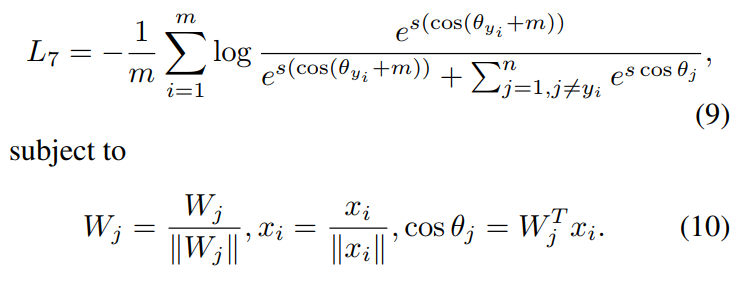 $$L_7 = -\frac{1}{m}\sum_{i=1}^{m}\log\frac{e^{s(\cos(\theta_{y_i}+m))}}{e^{s(\cos(\theta_{y_i}+m))}+\sum_{j=1,j\neq y_i}^{n}e^{s\cos\theta_j}},$$
(9)
subject to
$$W_j = \frac{W_j}{\|W_j\|}, x_i = \frac{x_i}{\|x_i\|}, \cos\theta_j = W_j^T x_i.$$ (10)